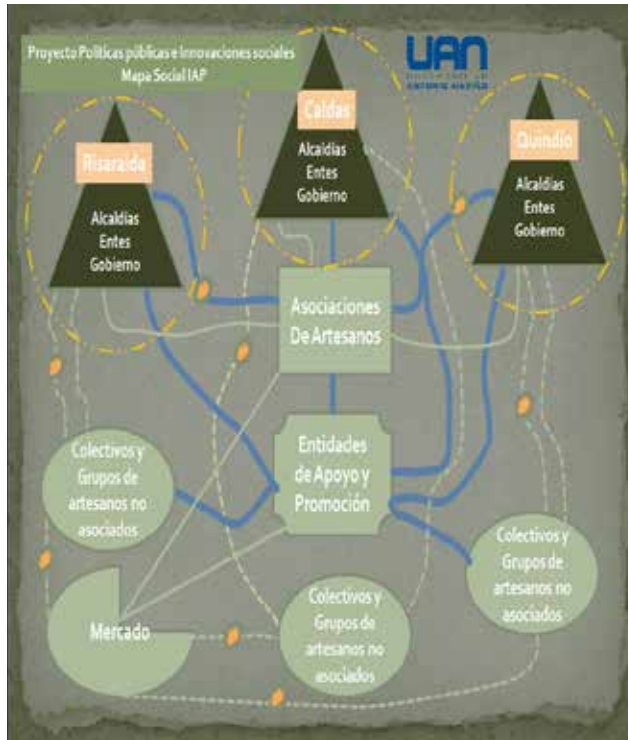 Proyecto Políticas públicas e Innovaciones sociales
Mapa Social IAP
UAN
Caldas
Alcaldías
Entes
Gobierno
Risaralda
Alcaldías
Entes
Gobierno
Quindío
Alcaldías
Entes
Gobierno
Asociaciones
De Artesanos
Entidades
de Apoyo y
Promoción
Colectivos y
Grupos de
artesanos no
asociados
Colectivos y
Grupos de
artesanos no
asociados
Mercado
Colectivos y
Grupos de
artesanos no
asociados